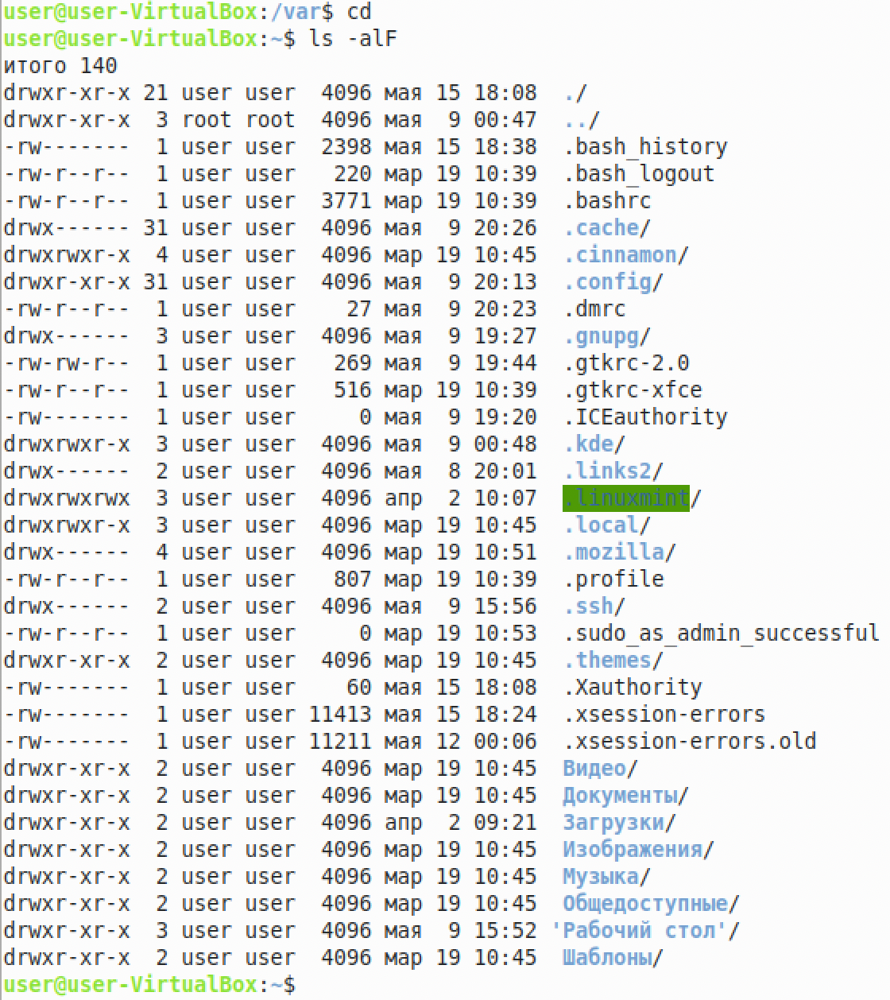 user@user-VirtualBox:/var$ cd
user@user-VirtualBox:~$ ls -alF
итого 140
drwxr-xr-x 21 user user  4096 мая 15 18:08  ./
drwxr-xr-x  3 root root  4096 мая  9 00:47  ../
-rw-------  1 user user  2398 мая 15 18:38  .bash_history
-rw-r--r--  1 user user   220 мар 19 10:39  .bash_logout
-rw-r--r--  1 user user  3771 мар 19 10:39  .bashrc
drwx------ 31 user user  4096 мая  9 20:26  .cache/
drwxrwxr-x  4 user user  4096 мар 19 10:45  .cinnamon/
drwxr-xr-x 31 user user  4096 мая  9 20:13  .config/
-rw-r--r--  1 user user    27 мая  9 20:23  .dmrc
drwx------  3 user user  4096 мая  9 19:27  .gnupg/
-rw-rw-r--  1 user user   269 мая  9 19:44  .gtkrc-2.0
-rw-r--r--  1 user user   516 мар 19 10:39  .gtkrc-xfce
-rw-------  1 user user     0 мая  9 19:20  .ICEauthority
drwxrwxr-x  3 user user  4096 мая  9 00:48  .kde/
drwx------  2 user user  4096 мая  8 20:01  .links2/
drwxrwxrwx  3 user user  4096 апр  2 10:07  .linuxmint/
drwxrwxr-x  3 user user  4096 мар 19 10:45  .local/
drwx------  4 user user  4096 мар 19 10:51  .mozilla/
-rw-r--r--  1 user user   807 мар 19 10:39  .profile
drwx------  2 user user  4096 мая  9 15:56  .ssh/
-rw-r--r--  1 user user     0 мар 19 10:53  .sudo_as_admin_successful
drwxr-xr-x  2 user user  4096 мар 19 10:45  .themes/
-rw-------  1 user user    60 мая 15 18:08  .Xauthority
-rw-------  1 user user 11413 мая 15 18:24  .xsession-errors
-rw-------  1 user user 11211 мая 12 00:06  .xsession-errors.old
drwxr-xr-x  2 user user  4096 мар 19 10:45  Видео/
drwxr-xr-x  2 user user  4096 мар 19 10:45  Документы/
drwxr-xr-x  2 user user  4096 апр  2 09:21  Загрузки/
drwxr-xr-x  2 user user  4096 мар 19 10:45  Изображения/
drwxr-xr-x  2 user user  4096 мар 19 10:45  Музыка/
drwxr-xr-x  2 user user  4096 мар 19 10:45  Общедоступные/
drwxr-xr-x  3 user user  4096 мая  9 15:52 'Рабочий стол'/
drwxr-xr-x  2 user user  4096 мар 19 10:45  Шаблоны/
user@user-VirtualBox:~$